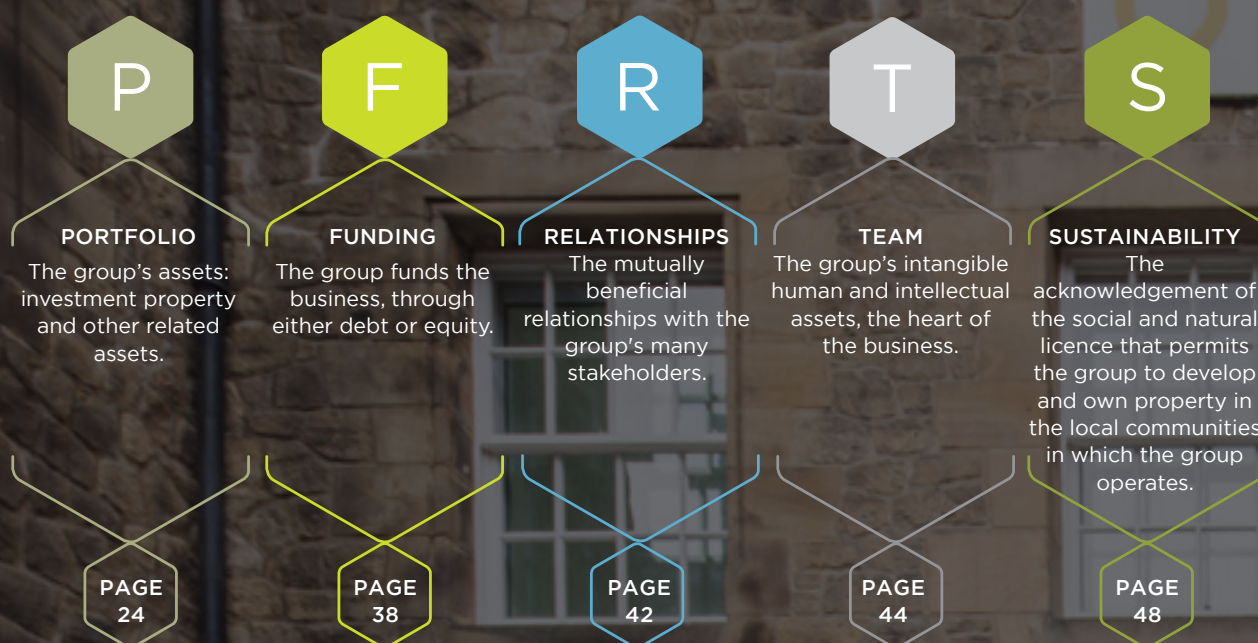 P
PORTFOLIO
The group's assets:
investment property
and other related
assets.
PAGE
24
F
FUNDING
The group funds the
business, through
either debt or equity.
PAGE
38
R
RELATIONSHIPS
The mutually
beneficial
relationships with the
group's many
stakeholders.
PAGE
42
T
TEAM
The group's intangible
human and intellectual
assets, the heart of
the business.
PAGE
44
S
SUSTAINABILITY
The
acknowledgement of
the social and natural
licence that permits
the group to develop
and own property in
the local communities
in which the group
operates.
PAGE
48